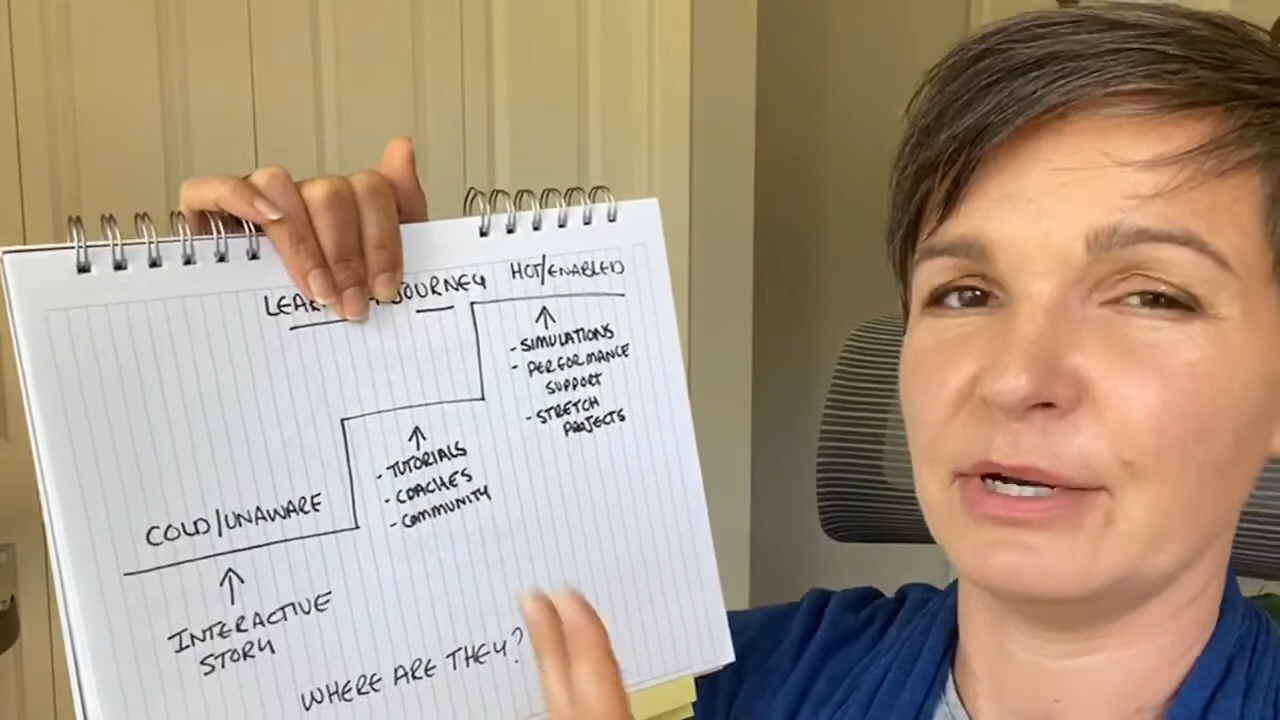 JOURNEY HOT/ENABLED
- SIMULATIONS
- PERFORMANCE
SUPPORT
- STRETCH
PROJECTS
- TUTORIALS
- COACHES
- COMMUNITY
COLD/UNAWARE
INTERACTIVE
STORY
WHERE ARE THEY?